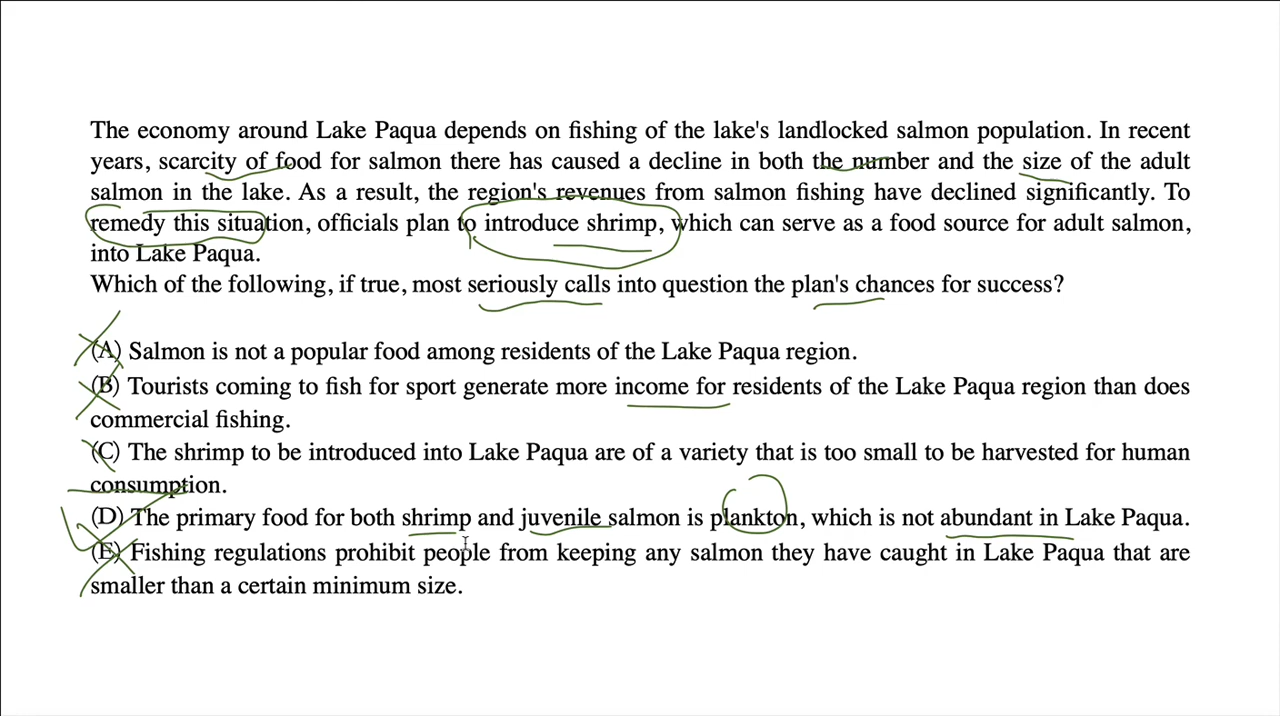 The economy around Lake Paqua depends on fishing of the lake's landlocked salmon population. In recent
years, scarcity of food for salmon there has caused a decline in both the number and the size of the adult
salmon in the lake. As a result, the region's revenues from salmon fishing have declined significantly. To
remedy this situation, officials plan to introduce shrimp, which can serve as a food source for adult salmon,
into Lake Paqua.
Which of the following, if true, most seriously calls into question the plan's chances for success?
(A) Salmon is not a popular food among residents of the Lake Paqua region.
(B) Tourists coming to fish for sport generate more income for residents of the Lake Paqua region than does
commercial fishing.
(C) The shrimp to be introduced into Lake Paqua are of a variety that is too small to be harvested for human
consumption.
(D) The primary food for both shrimp and juvenile salmon is plankton, which is not abundant in Lake Paqua.
(E) Fishing regulations prohibit people from keeping any salmon they have caught in Lake Paqua that are
smaller than a certain minimum size.